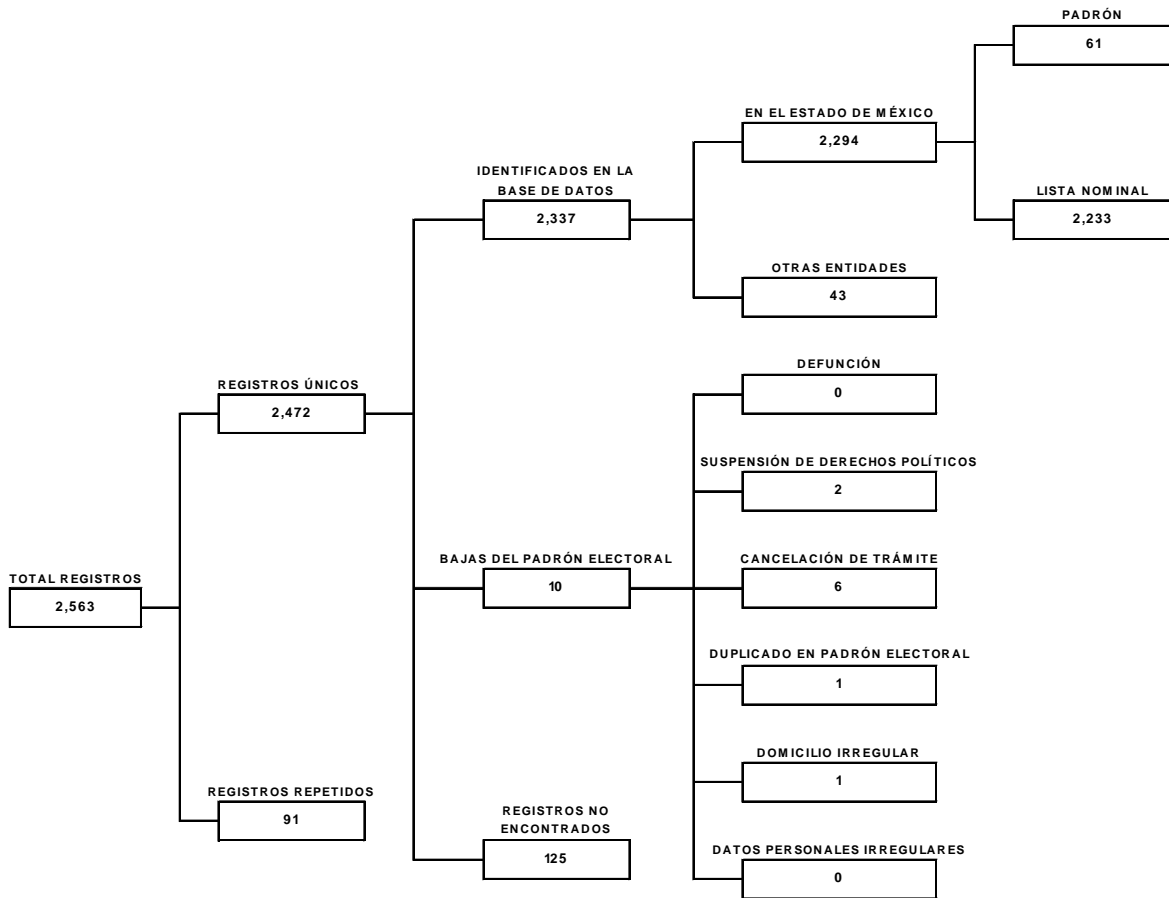 PADRÓN
61
EN EL ESTADO DE MÉXICO
2,294
IDENTIFICADOS EN LA
BASE DE DATOS
2,337
LISTA NOMINAL
2,233
OTRAS ENTIDADES
43
DEFUNCIÓN
0
REGISTROS ÚNICOS
2,472
SUSPENSIÓN DE DERECHOS POLÍTICOS
2
BAJAS DEL PADRÓN ELECTORAL
10
CANCELACIÓN DE TRÁMITE
6
TOTAL REGISTROS
2,563
DUPLICADO EN PADRÓN ELECTORAL
1
DOMICILIO IRREGULAR
1
REGISTROS REPETIDOS
91
REGISTROS NO
ENCONTRADOS
125
DATOS PERSONALES IRREGULARES
0